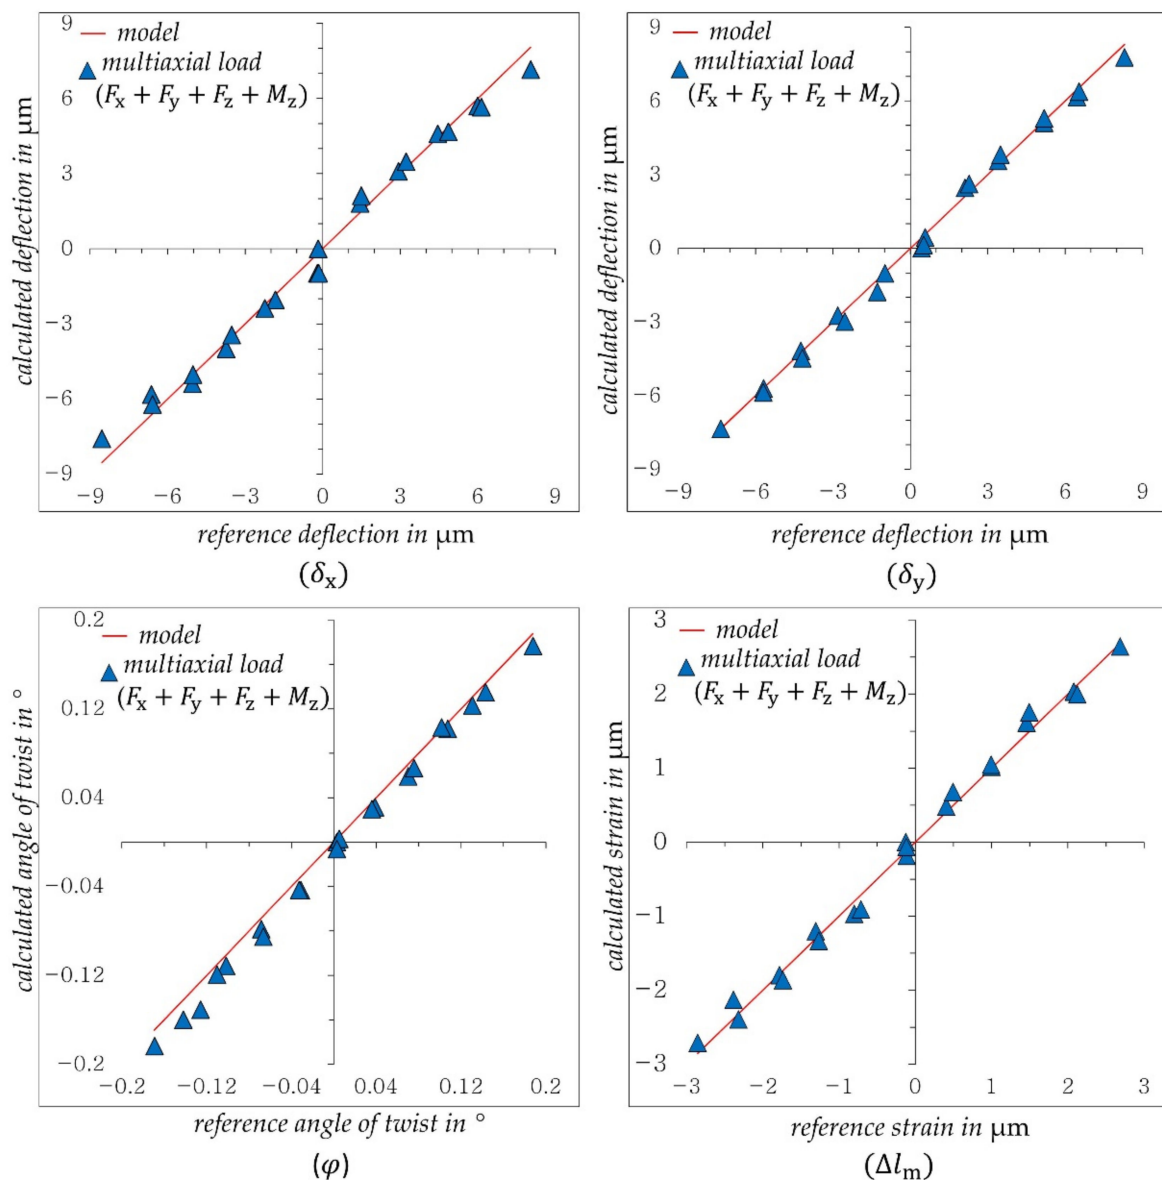 9
model
multiaxial load
(Fx + Fy + Fz + Mz)
6
3
0
−3
−6
−9
−9 −6 −3 0 3 6 9
calculated deflection in μm
reference deflection in μm
(δx)
9
model
multiaxial load
(Fx + Fy + Fz + Mz)
6
3
0
−3
−6
−9
−9 −6 −3 0 3 6 9
calculated deflection in μm
reference deflection in μm
(δy)
0.2
model
multiaxial load
(Fx + Fy + Fz + Mz)
0.12
0.04
−0.04
−0.12
−0.2
−0.2 −0.12 −0.04 0.04 0.12 0.2
calculated angle of twist in °
reference angle of twist in °
(φ)
3
model
multiaxial load
(Fx + Fy + Fz + Mz)
2
1
0
−1
−2
−3
−3 −2 −1 0 1 2 3
calculated strain in μm
reference strain in μm
(Δlm)